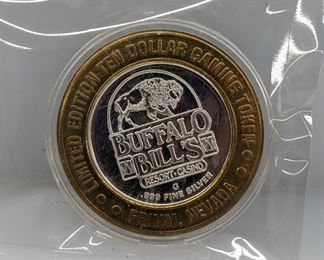 LIMITED EDITION TEN DOLLAR GAMING TOKEN
BUFFALO
BILL'S
RESORT • CASINO
G
.999 FINE SILVER
PRIMM, NEVADA